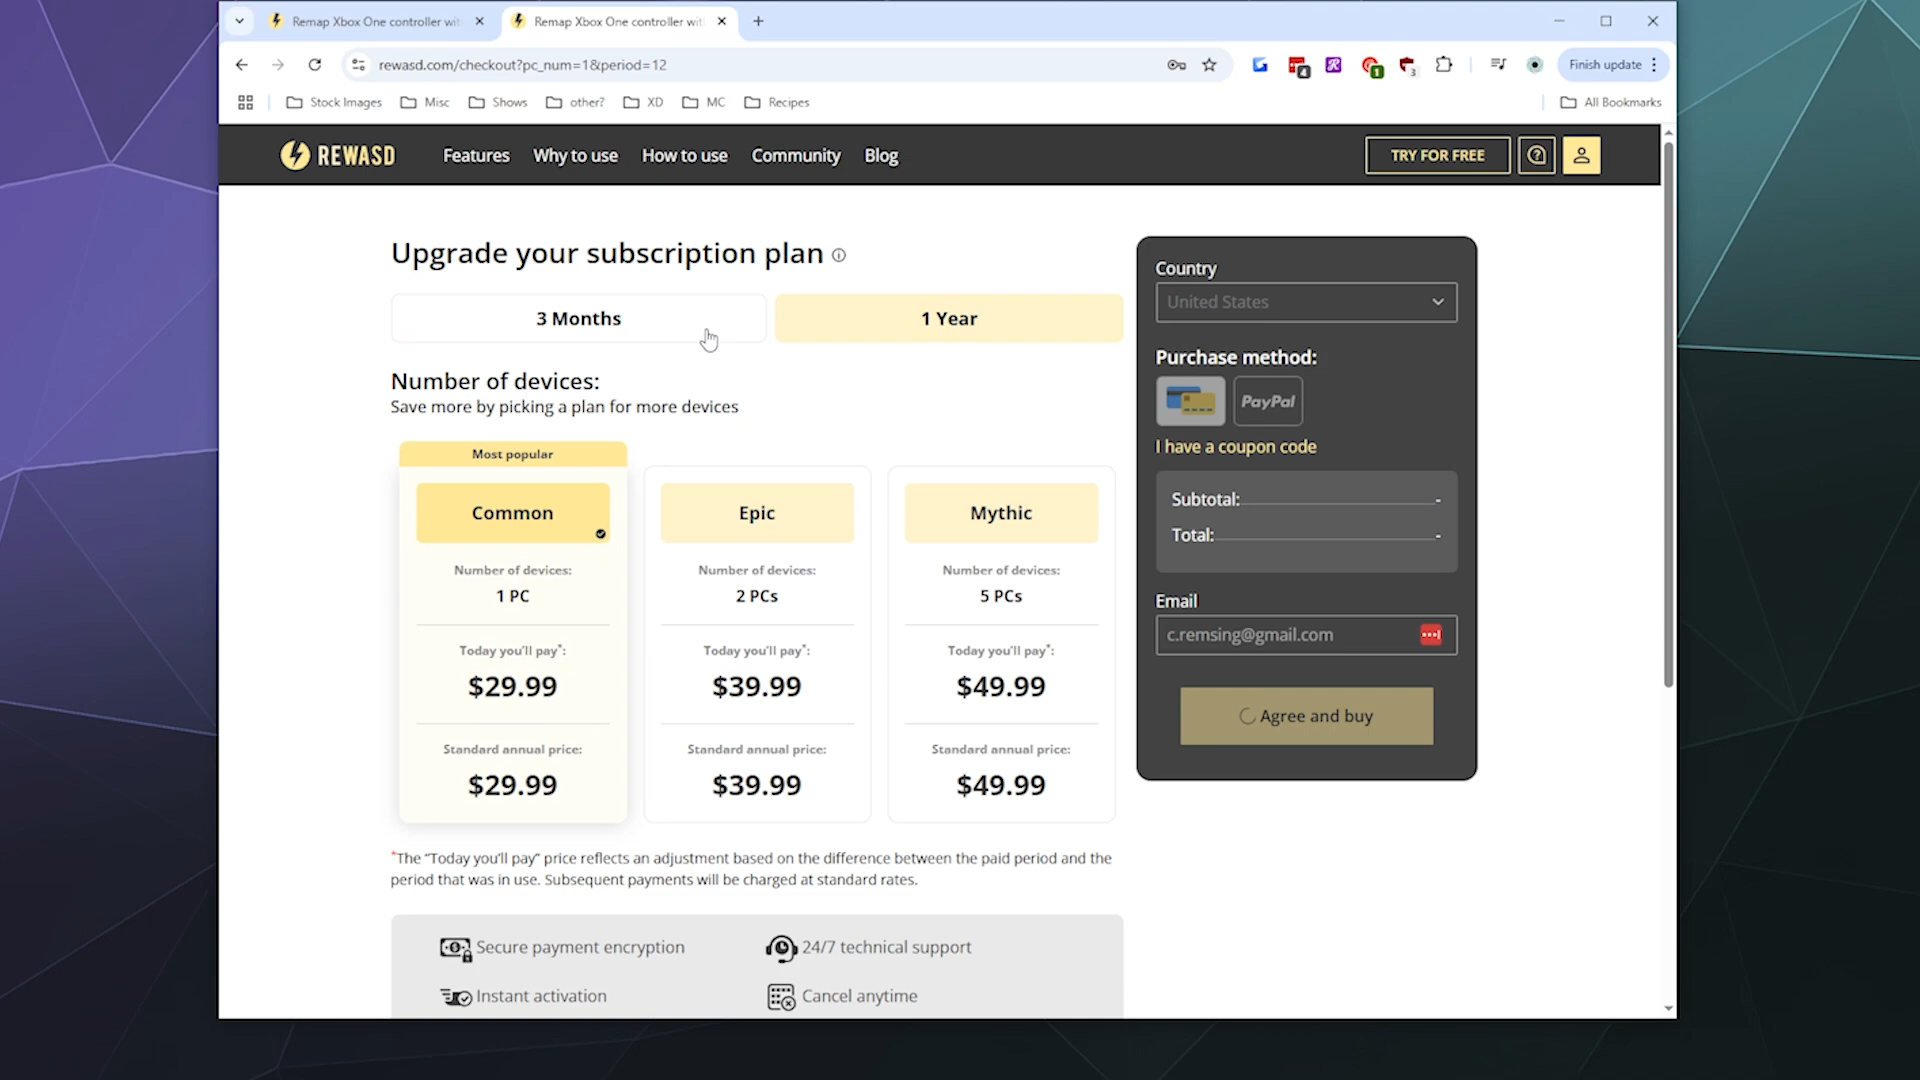 Remap Xbox One controller wit
Remap Xbox One controller wit
rewasd.com/checkout?pc_num=1&period=12
Finish update
Stock Images
Misc
Shows
other?
XD
MC
Recipes
All Bookmarks
REWASD
Features
Why to use
How to use
Community
Blog
TRY FOR FREE
Upgrade your subscription plan
3 Months
1 Year
Number of devices:
Save more by picking a plan for more devices
Most popular
Common
Number of devices:
1 PC
Today you'll pay*:
$29.99
Standard annual price:
$29.99
Epic
Number of devices:
2 PCs
Today you'll pay*:
$39.99
Standard annual price:
$39.99
Mythic
Number of devices:
5 PCs
Today you'll pay*:
$49.99
Standard annual price:
$49.99
*The "Today you'll pay" price reflects an adjustment based on the difference between the paid period and the
period that was in use. Subsequent payments will be charged at standard rates.
Secure payment encryption
24/7 technical support
Instant activation
Cancel anytime
Country
United States
Purchase method:
PayPal
I have a coupon code
Subtotal: -
Total: -
Email
c.remsing@gmail.com
Agree and buy